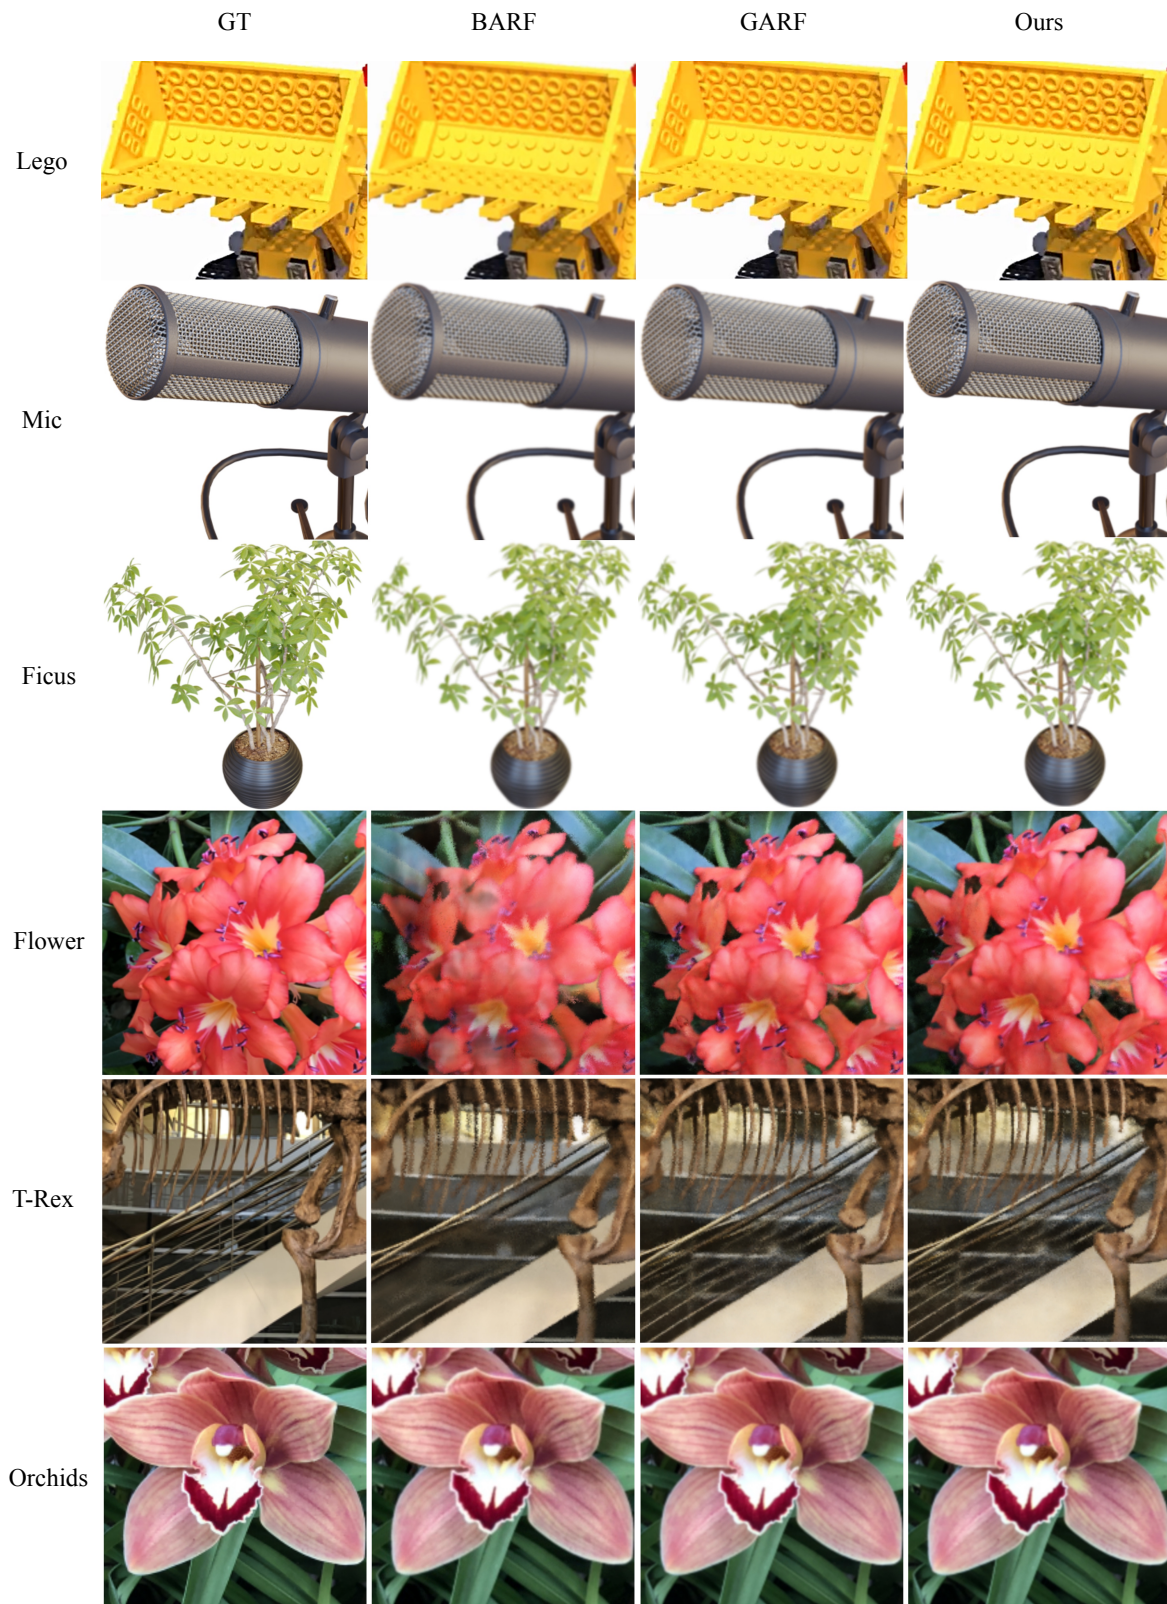 GT BARF GARF Ours
Lego
Mic
Ficus
Flower
T-Rex
Orchids